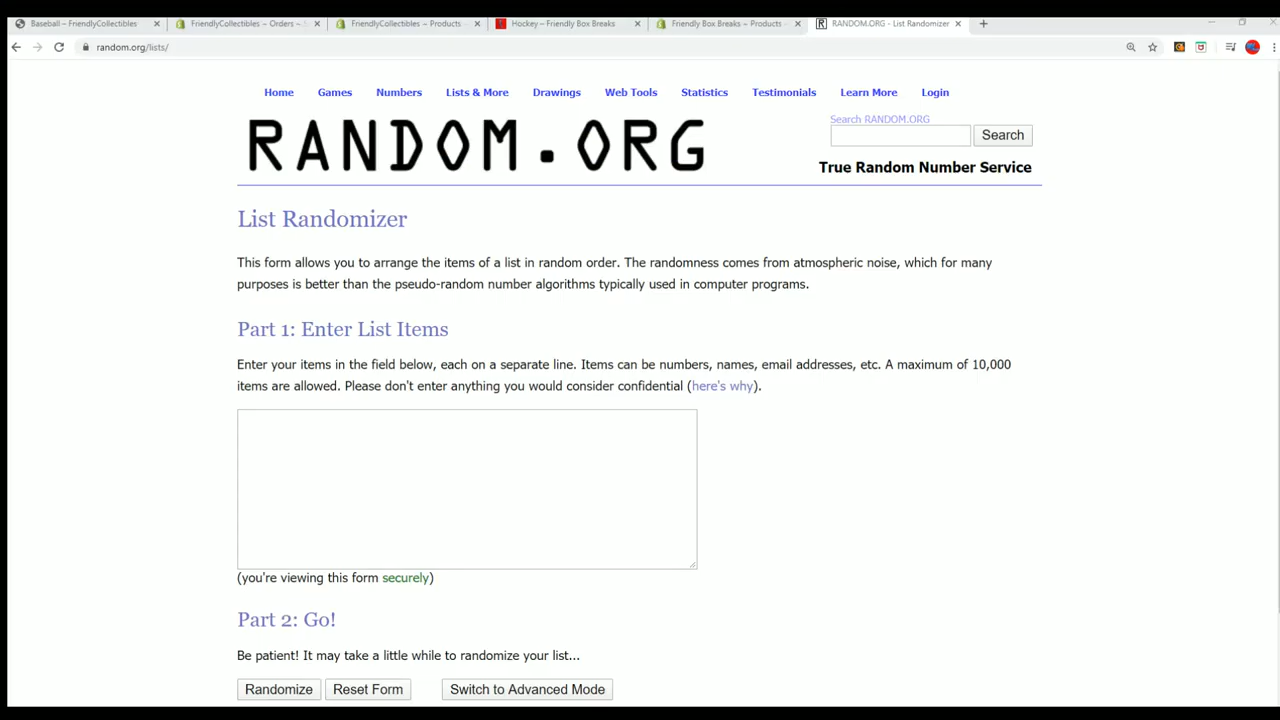 Baseball – FriendlyCollectibles × FriendlyCollectibles ~ Orders ~ S × FriendlyCollectibles ~ Products × Hockey – Friendly Box Breaks × Friendly Box Breaks ~ Products ~ × RANDOM.ORG - List Randomizer × +
random.org/lists/
Home Games Numbers Lists & More Drawings Web Tools Statistics Testimonials Learn More Login
RANDOM.ORG
Search RANDOM.ORG
Search
True Random Number Service
List Randomizer
This form allows you to arrange the items of a list in random order. The randomness comes from atmospheric noise, which for many
purposes is better than the pseudo-random number algorithms typically used in computer programs.
Part 1: Enter List Items
Enter your items in the field below, each on a separate line. Items can be numbers, names, email addresses, etc. A maximum of 10,000
items are allowed. Please don't enter anything you would consider confidential (here's why).
(you're viewing this form securely)
Part 2: Go!
Be patient! It may take a little while to randomize your list...
Randomize Reset Form Switch to Advanced Mode